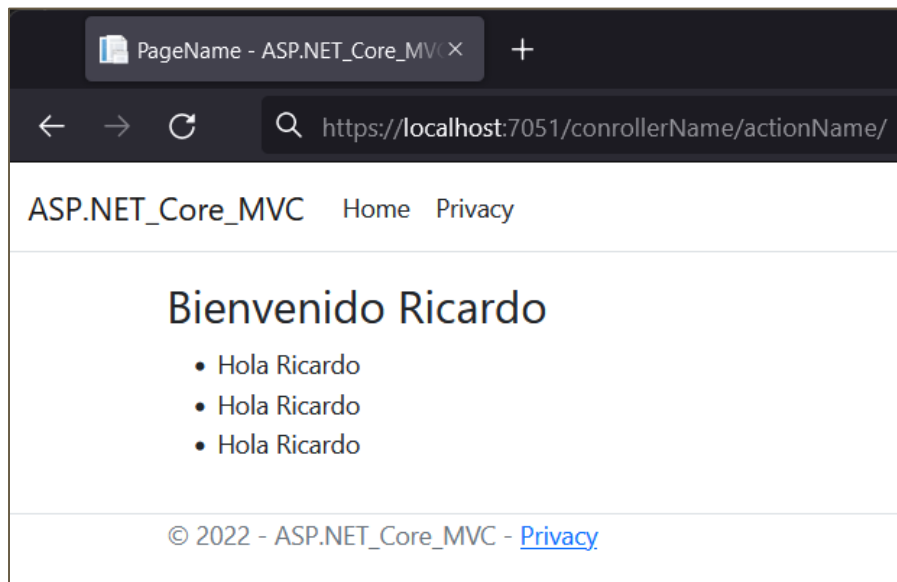 PageName - ASP.NET_Core_MV
https://localhost:7051/conrollerName/actionName/
ASP.NET_Core_MVC Home Privacy
Bienvenido Ricardo
• Hola Ricardo
• Hola Ricardo
• Hola Ricardo
© 2022 - ASP.NET_Core_MVC - Privacy